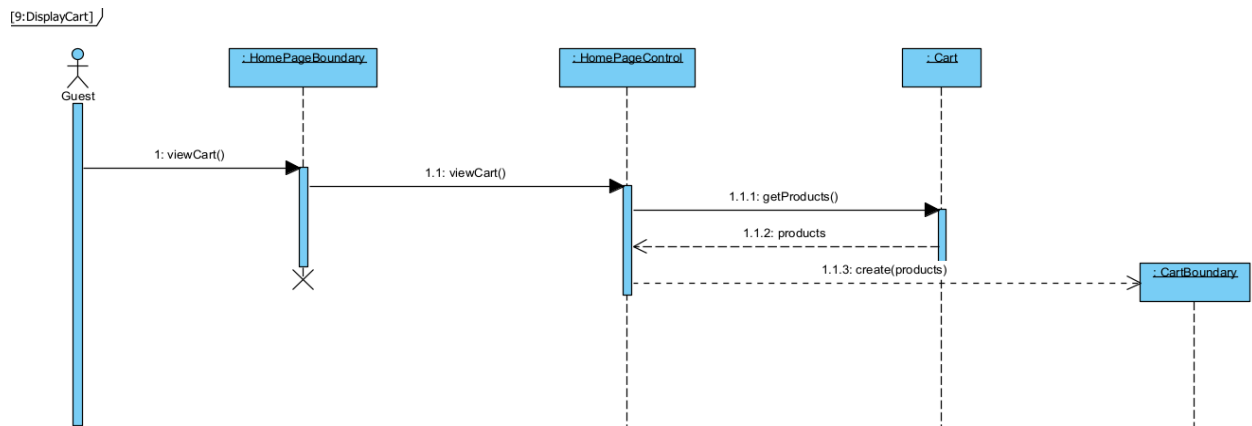 [9:DisplayCart]
: HomePageBoundary
: HomePageControl
: Cart
Guest
1: viewCart()
1.1: viewCart()
1.1.1: getProducts()
1.1.2: products
1.1.3: create(products)
: CartBoundary